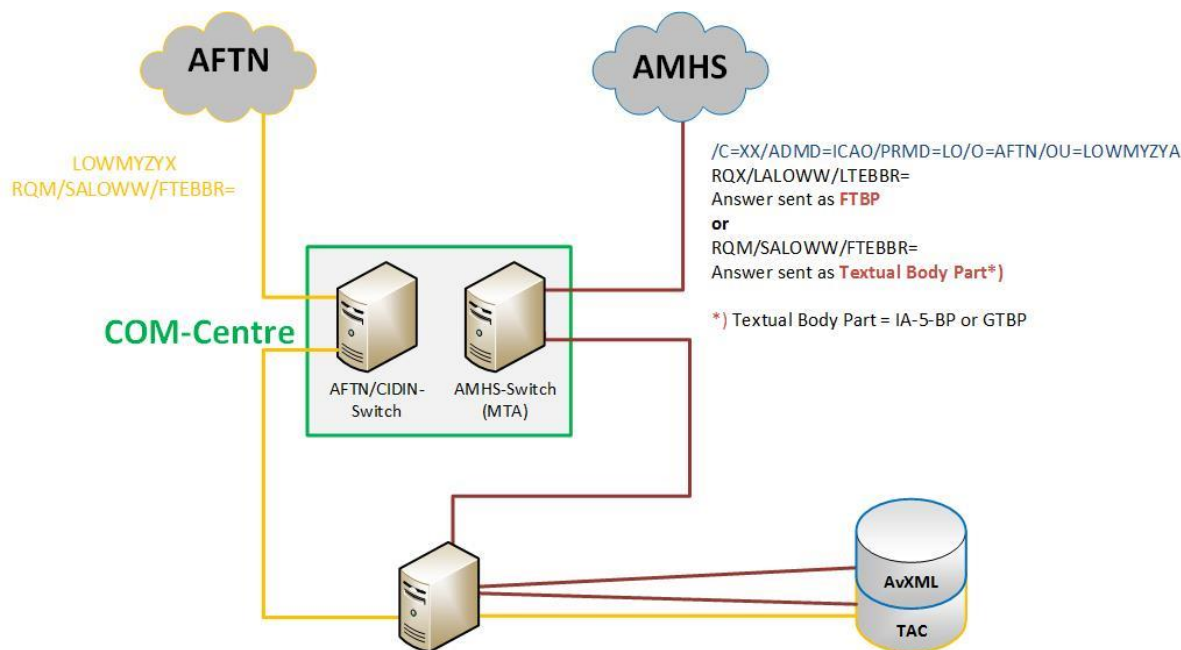 AFTN
AMHS
LOWMYZYX
RQM/SALOWW/FTEBBR=
/C=XX/ADMD=ICAO/PRMD=LO/O=AFTN/OU=LOWMYZYA
RQX/LALOWW/LTEBBR=
Answer sent as FTBP
or
RQM/SALOWW/FTEBBR=
Answer sent as Textual Body Part*)
*) Textual Body Part = IA-5-BP or GTBP
COM-Centre
AFTN/CIDIN-
Switch
AMHS-Switch
(MTA)
AvXML
TAC